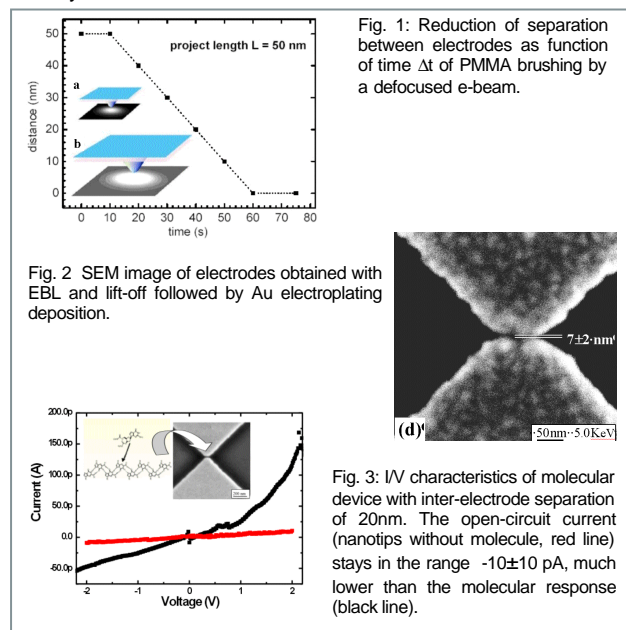 project length L = 50 nm
a
b
distance (nm)
50
40
30
20
10
0
0 10 20 30 40 50 60 70 80
time (s)
Fig. 1: Reduction of separation
between electrodes as function
of time Δt of PMMA brushing by
a defocused e-beam.
Fig. 2 SEM image of electrodes obtained with
EBL and lift-off followed by Au electroplating
deposition.
7±2·nm
(d)
·50nm··5.0KeV
Current (A)
200.0p
150.0p
100.0p
50.0p
0.0
-50.0p
-2 -1 0 1 2
Voltage (V)
Fig. 3: I/V characteristics of molecular
device with inter-electrode separation
of 20nm. The open-circuit current
(nanotips without molecule, red line)
stays in the range -10±10 pA, much
lower than the molecular response
(black line).